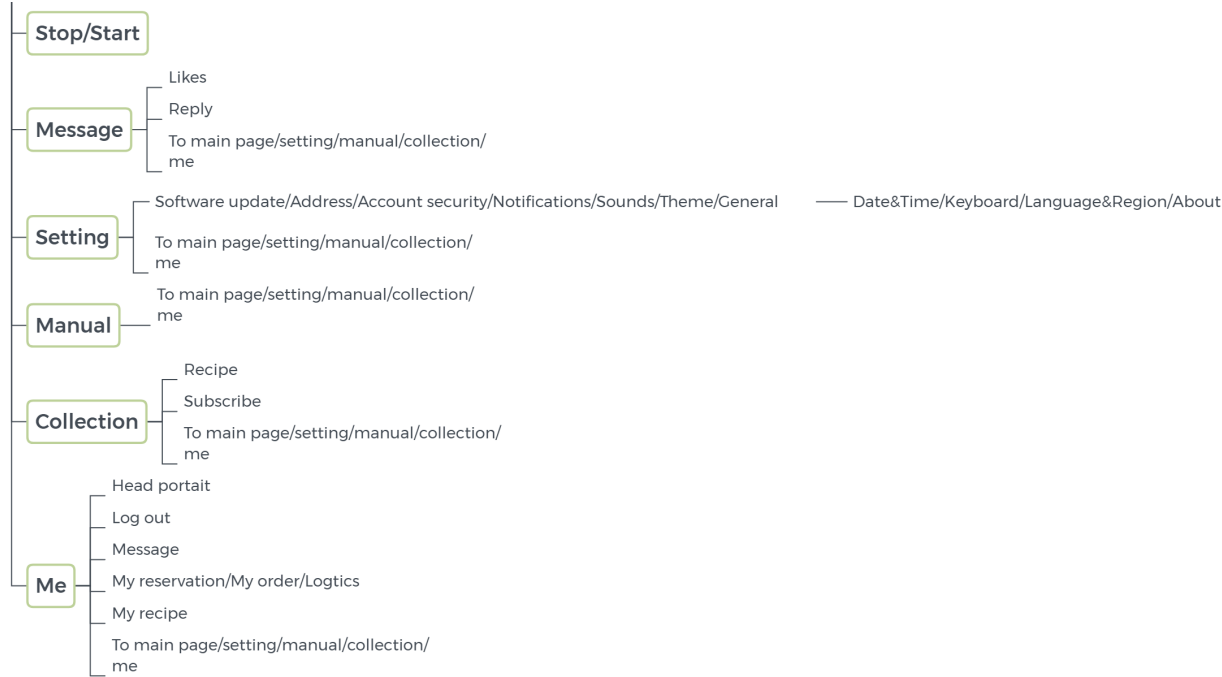 Stop/Start
Message
Likes
Reply
To main page/setting/manual/collection/
me
Setting
Software update/Address/Account security/Notifications/Sounds/Theme/General
Date&Time/Keyboard/Language&Region/About
To main page/setting/manual/collection/
me
Manual
To main page/setting/manual/collection/
me
Collection
Recipe
Subscribe
To main page/setting/manual/collection/
me
Me
Head portait
Log out
Message
My reservation/My order/Logtics
My recipe
To main page/setting/manual/collection/
me